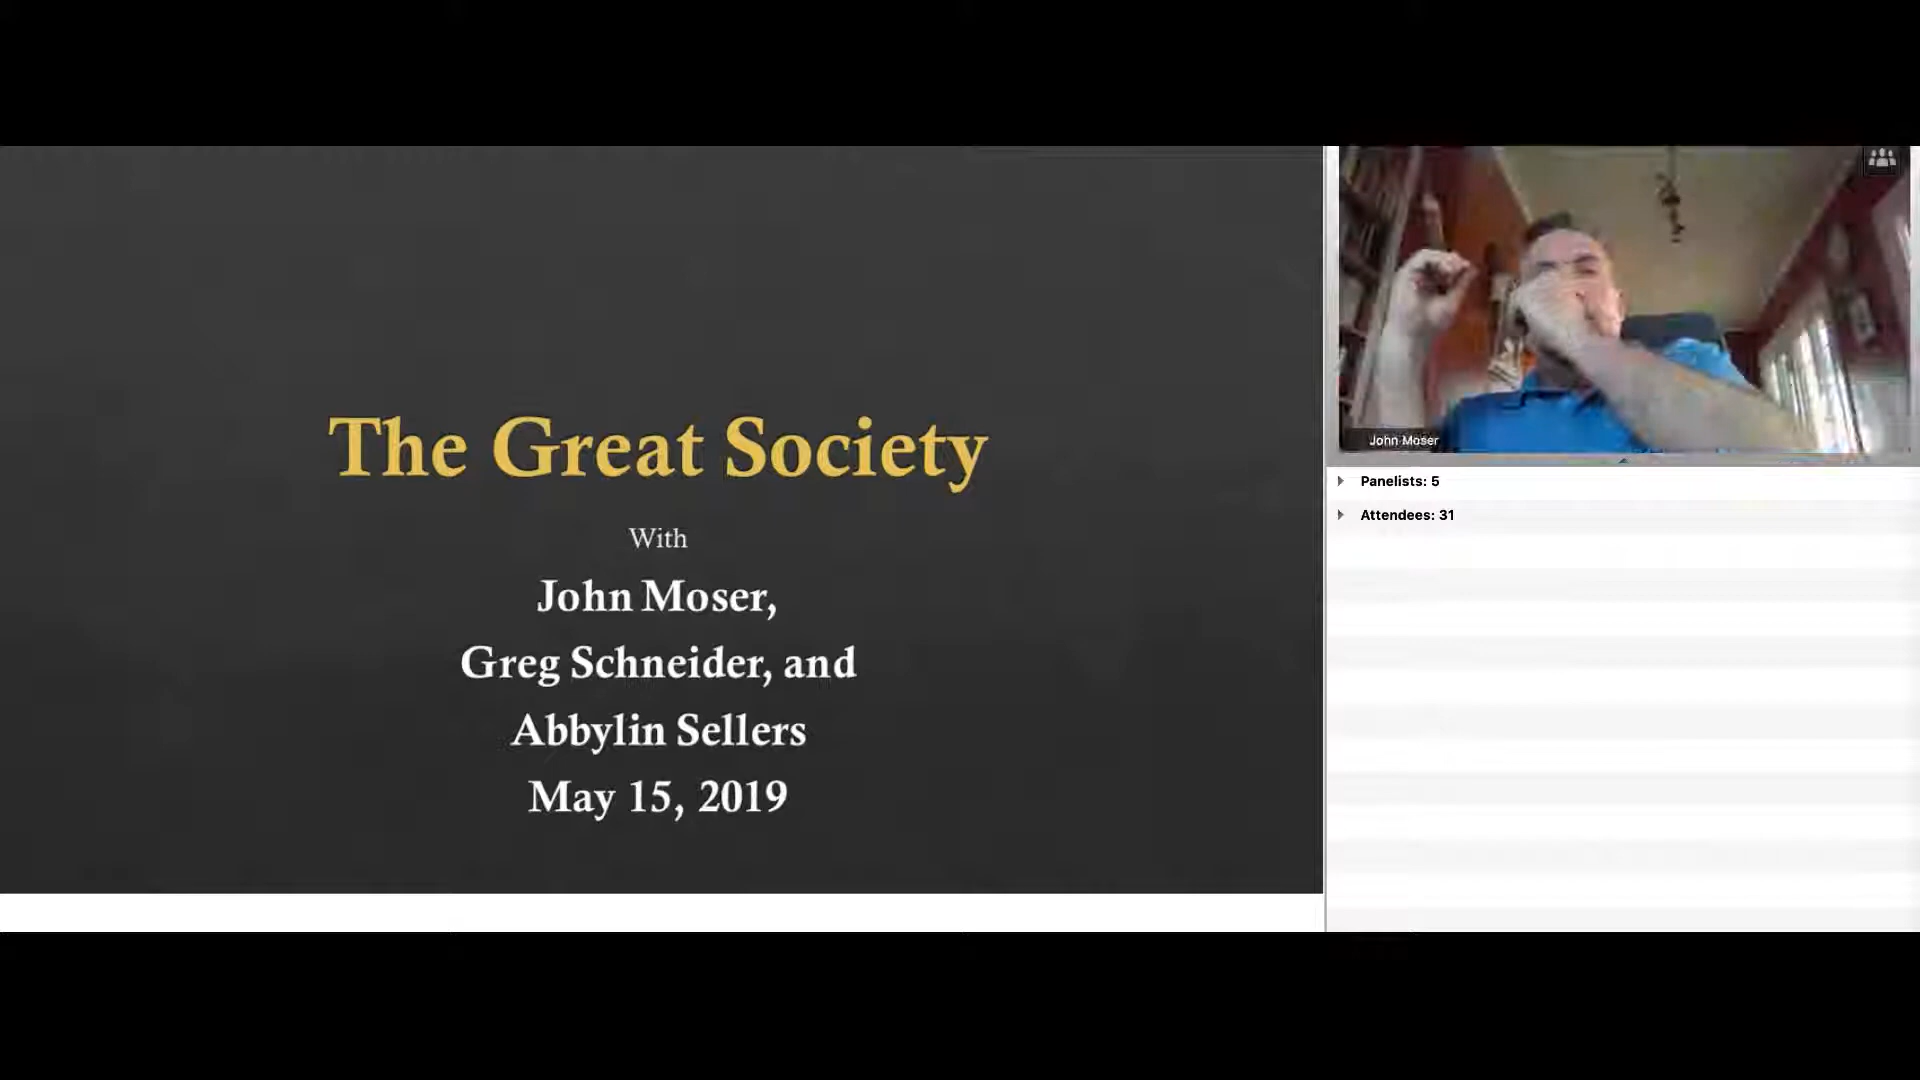 The Great Society
With
John Moser,
Greg Schneider, and
Abbylin Sellers
May 15, 2019
John Moser
Panelists: 5
Attendees: 31